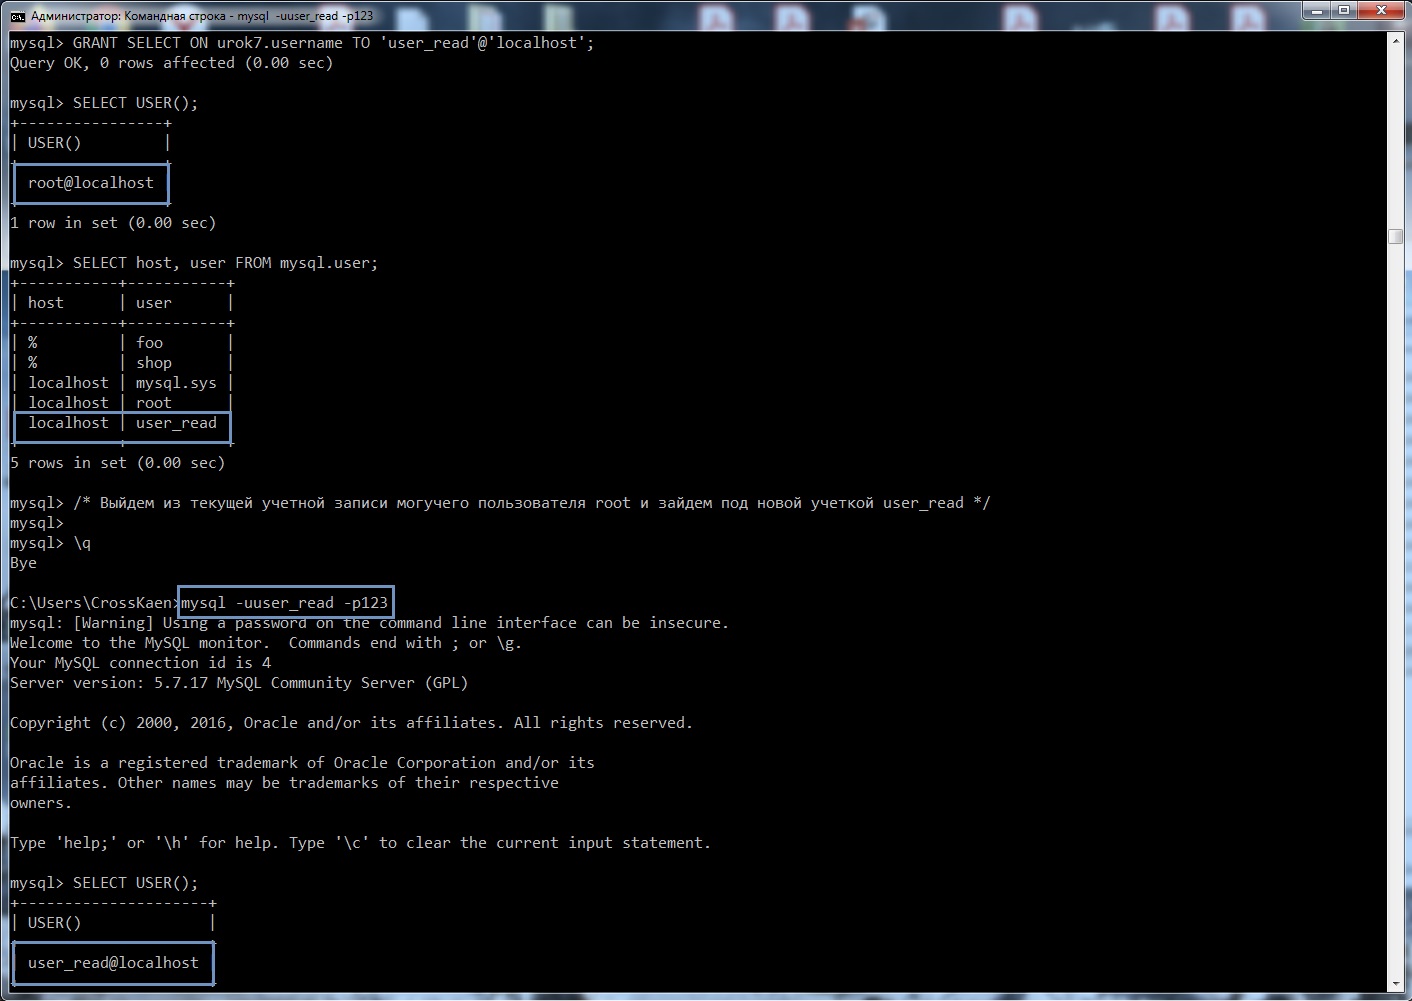 Администратор: Командная строка - mysql  -uuser_read -p123
mysql> GRANT SELECT ON urok7.username TO 'user_read'@'localhost';
Query OK, 0 rows affected (0.00 sec)
mysql> SELECT USER();
+----------------+
| USER()         |
root@localhost
1 row in set (0.00 sec)
mysql> SELECT host, user FROM mysql.user;
+-----------+-----------+
| host      | user      |
+-----------+-----------+
| %         | foo       |
| %         | shop      |
| localhost | mysql.sys |
| localhost | root      |
localhost | user_read
5 rows in set (0.00 sec)
mysql> /* Выйдем из текущей учетной записи могучего пользователя root и зайдем под новой учеткой user_read */
mysql>
mysql> \q
Bye
C:\Users\CrossKaen>mysql -uuser_read -p123
mysql: [Warning] Using a password on the command line interface can be insecure.
Welcome to the MySQL monitor.  Commands end with ; or \g.
Your MySQL connection id is 4
Server version: 5.7.17 MySQL Community Server (GPL)
Copyright (c) 2000, 2016, Oracle and/or its affiliates. All rights reserved.
Oracle is a registered trademark of Oracle Corporation and/or its
affiliates. Other names may be trademarks of their respective
owners.
Type 'help;' or '\h' for help. Type '\c' to clear the current input statement.
mysql> SELECT USER();
+---------------------+
| USER()              |
user_read@localhost